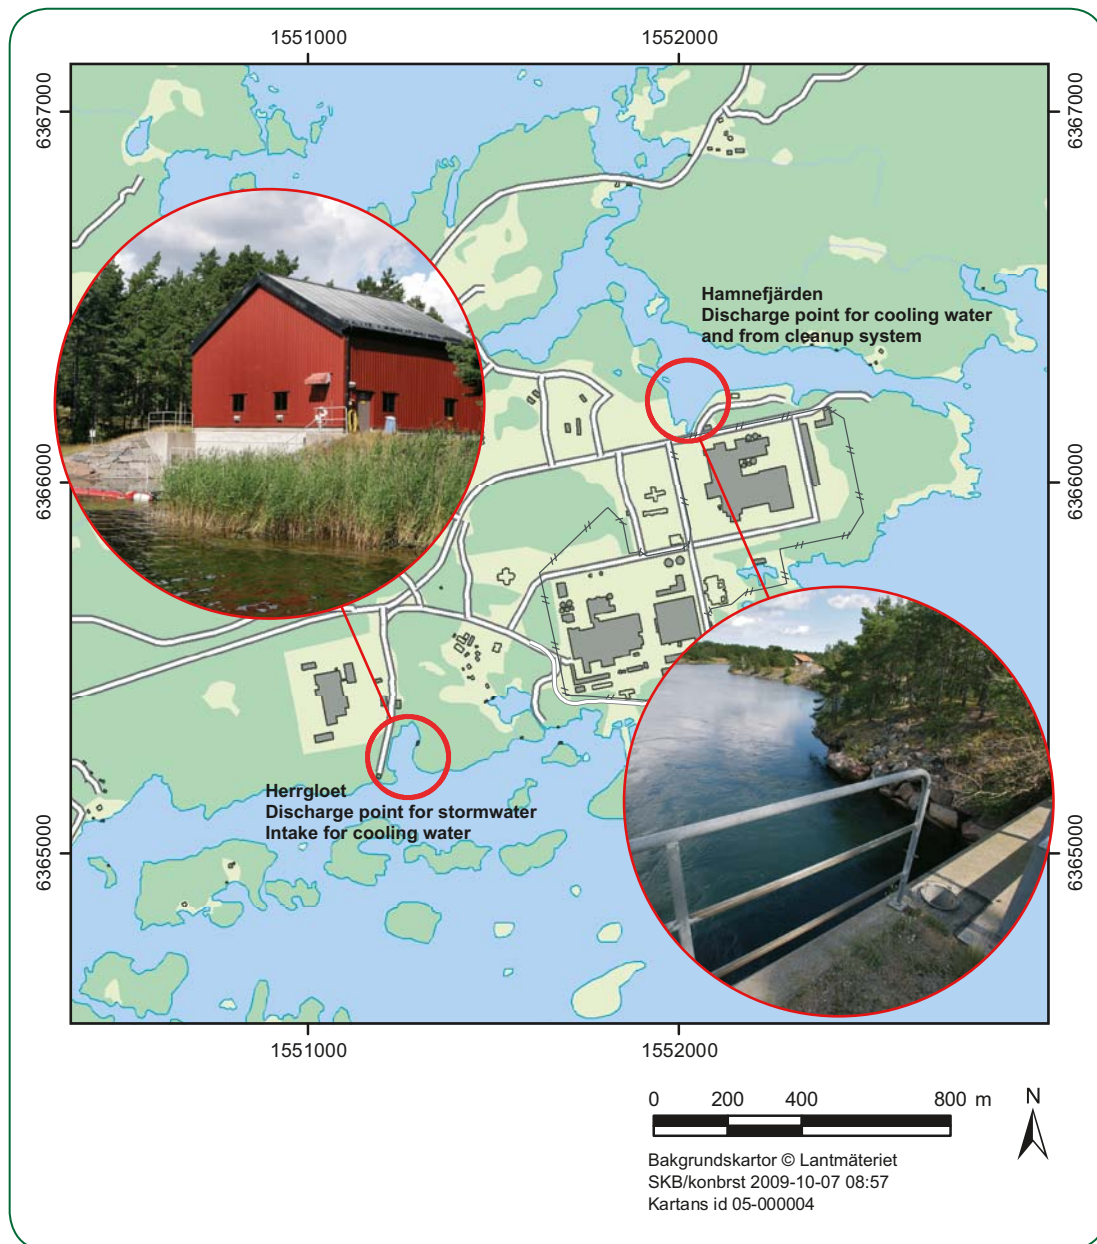 1551000
1552000
6367000
6367000
Hamnefjärden
Discharge point for cooling water
and from cleanup system
6366000
6366000
Herrgloet
Discharge point for stormwater
Intake for cooling water
6365000
6365000
1551000
1552000
0 200 400 800 m
N
Bakgrundskartor © Lantmäteriet
SKB/konbrst 2009-10-07 08:57
Kartans id 05-000004